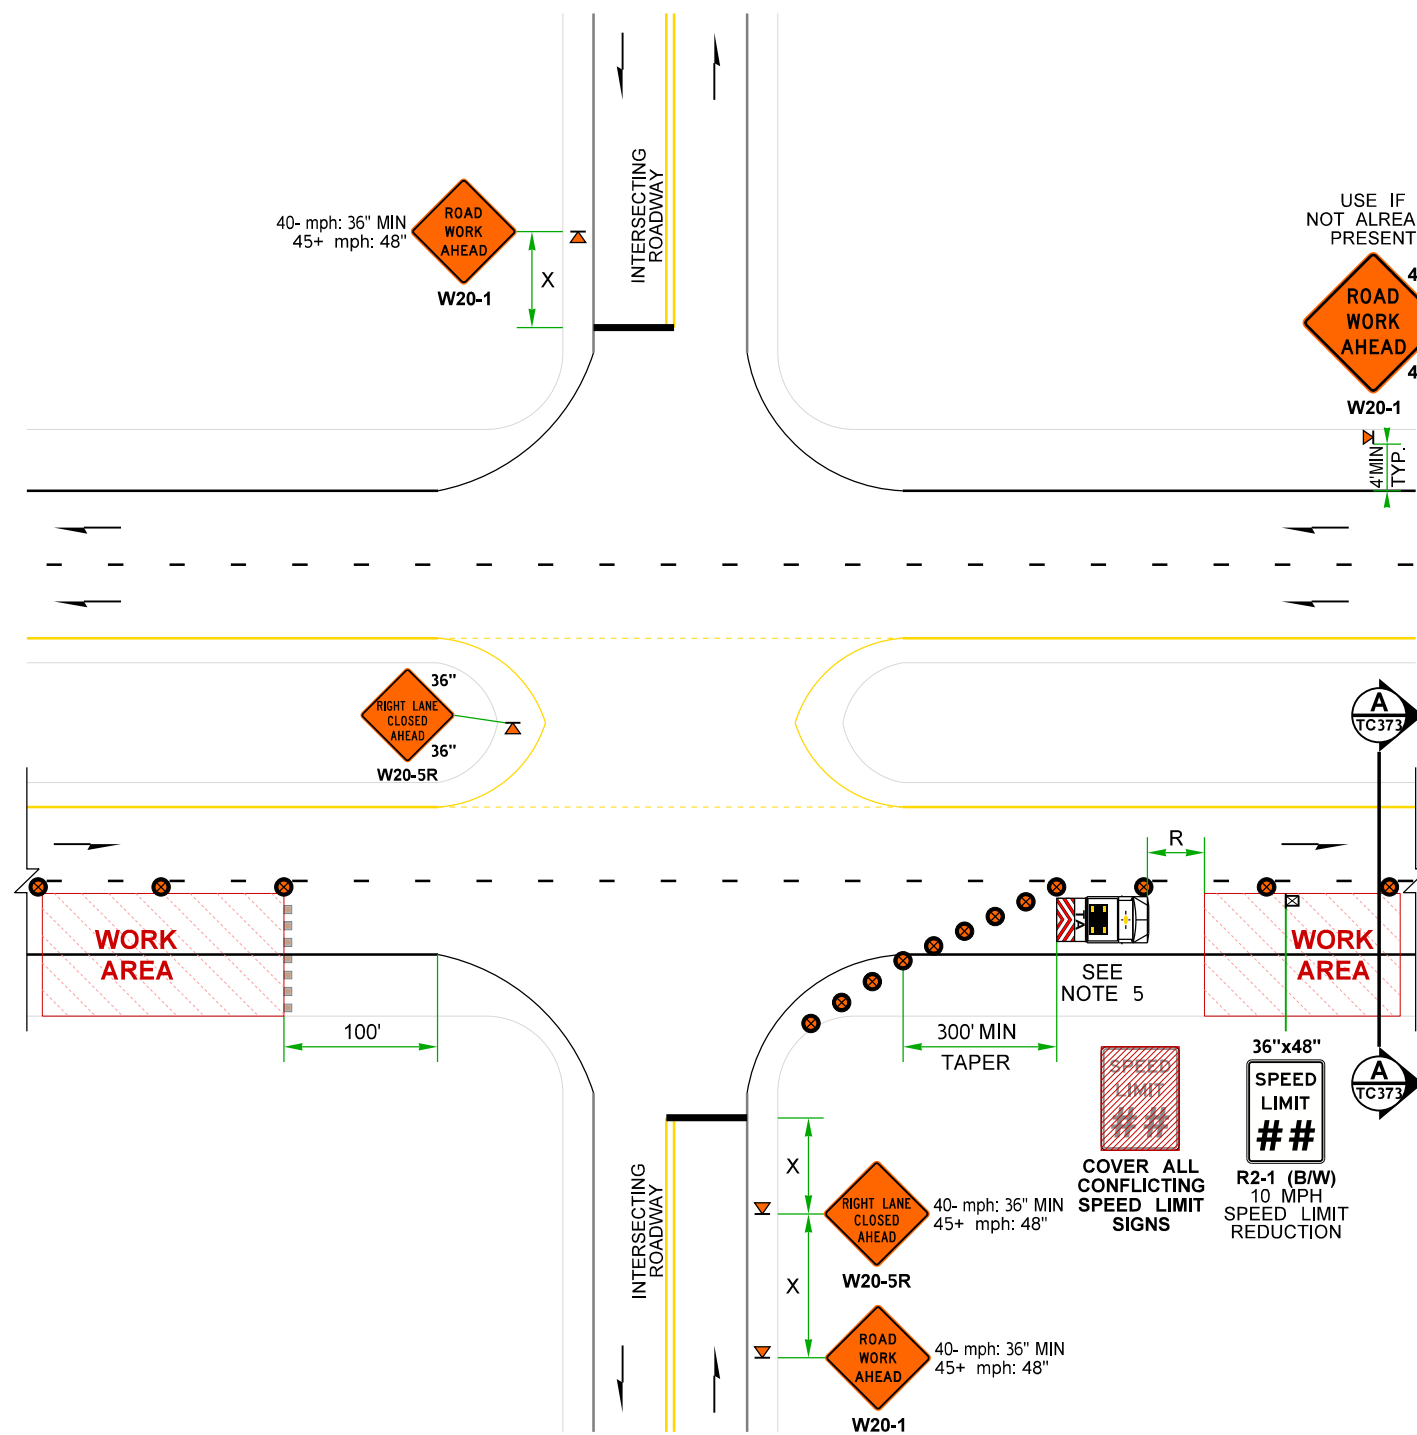 INTERSECTING
ROADWAY
ROAD
WORK
AHEAD
40- mph: 36" MIN
45+ mph: 48"
W20-1
X
USE IF
NOT ALREA
PRESENT
4
ROAD
WORK
AHEAD
4
W20-1
4'MIN
TYP.
36"
RIGHT LANE
CLOSED
AHEAD
36"
W20-5R
A
TC373
R
WORK
AREA
WORK
AREA
SEE
NOTE 5
100'
300' MIN
TAPER
SPEED
LIMIT
##
COVER ALL
CONFLICTING
SPEED LIMIT
SIGNS
36"x48"
SPEED
LIMIT
##
R2-1 (B/W)
10 MPH
SPEED LIMIT
REDUCTION
A
TC373
INTERSECTING
ROADWAY
X
RIGHT LANE
CLOSED
AHEAD
40- mph: 36" MIN
45+ mph: 48"
W20-5R
X
ROAD
WORK
AHEAD
40- mph: 36" MIN
45+ mph: 48"
W20-1